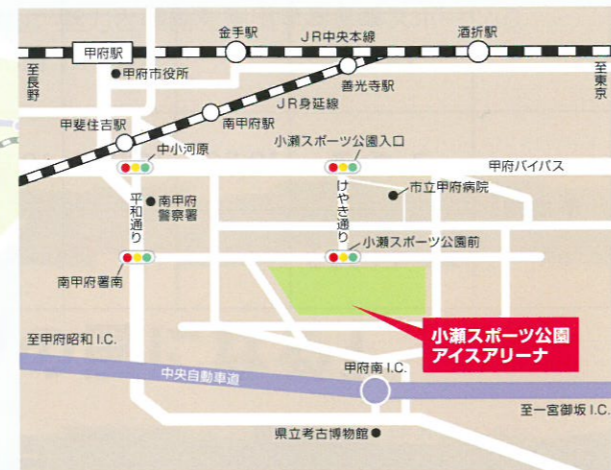 金手駅
JR中央本線
酒折駅
甲府駅
至長野
甲府市役所
善光寺駅
至東京
JR身延線
甲斐住吉駅
南甲府駅
中小河原
小瀬スポーツ公園入口
甲府バイパス
平和通り
南甲府
警察署
けやき通り
市立甲府病院
南甲府署南
小瀬スポーツ公園前
小瀬スポーツ公園
アイスアリーナ
至甲府昭和 I.C.
中央自動車道
甲府南 I.C.
至一宮御坂 I.C.
県立考古博物館